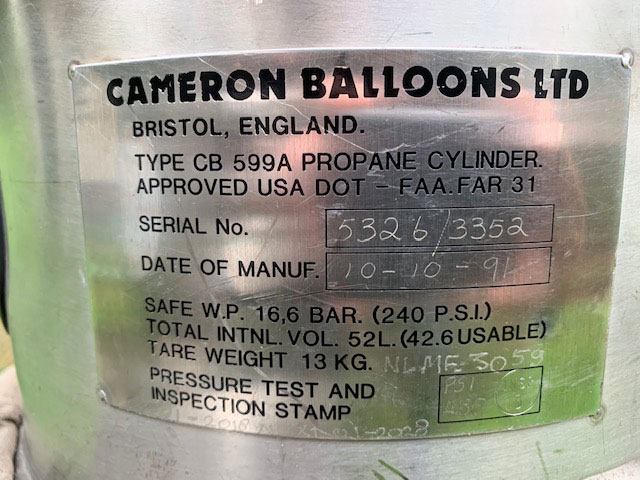 CAMERON BALLOONS LTD
BRISTOL, ENGLAND.
TYPE CB 599A PROPANE CYLINDER.
APPROVED USA DOT – FAA.FAR 31
SERIAL No. 5326/3352
DATE OF MANUF. 10-10-91
SAFE W.P. 16,6 BAR. (240 P.S.I.)
TOTAL INTNL. VOL. 52L. (42.6 USABLE)
TARE WEIGHT 13 KG. NLME 3059
PRESSURE TEST AND
INSPECTION STAMP